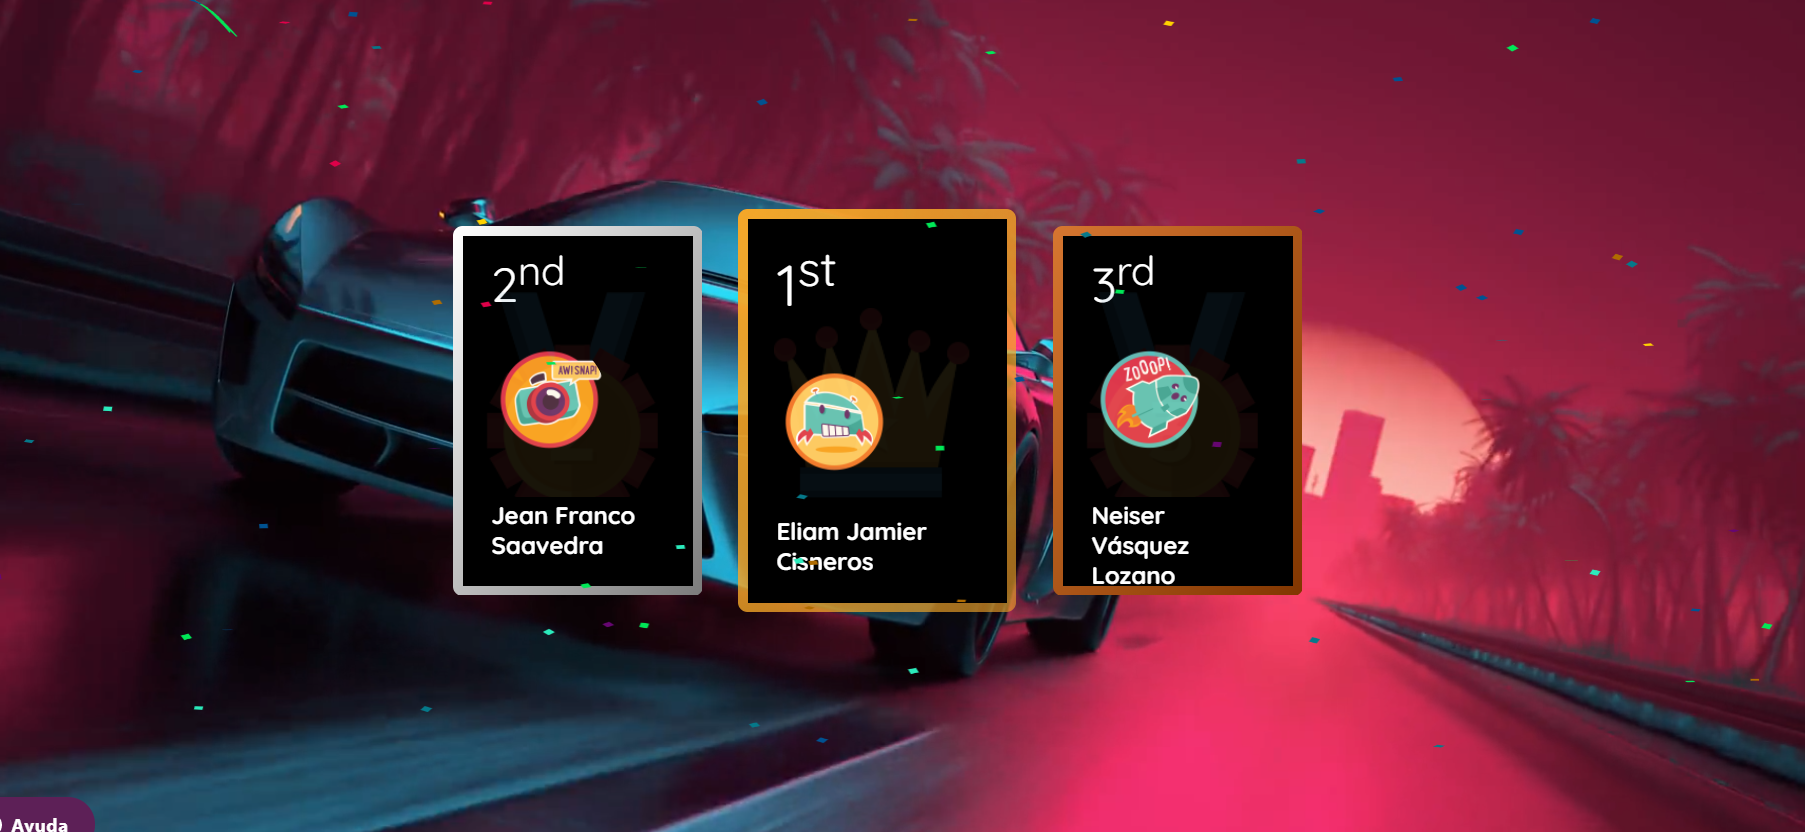 2nd
AW! SNAP!
Jean Franco
Saavedra
1st
Eliam Jamier
Cisneros
3rd
ZOOOP!
Neiser
Vásquez
Lozano
Ayuda